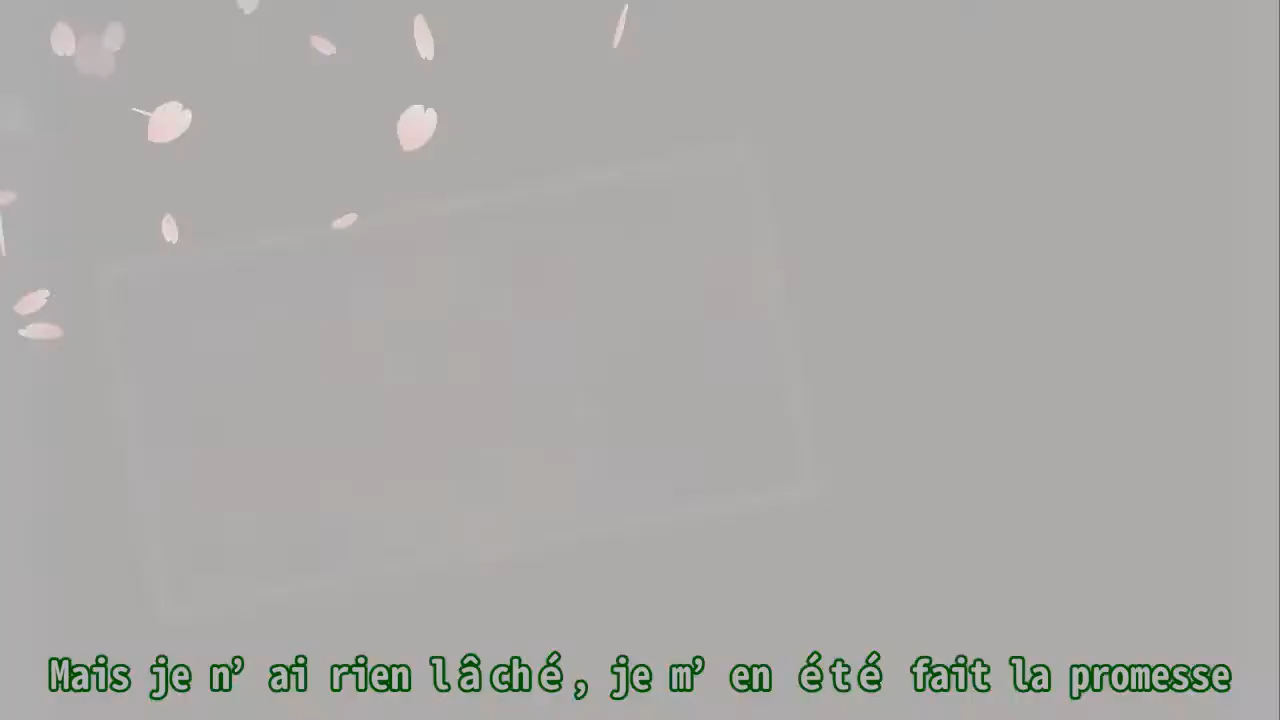 Mais je n’ ai rien lâché, je m’ en été fait la promesse